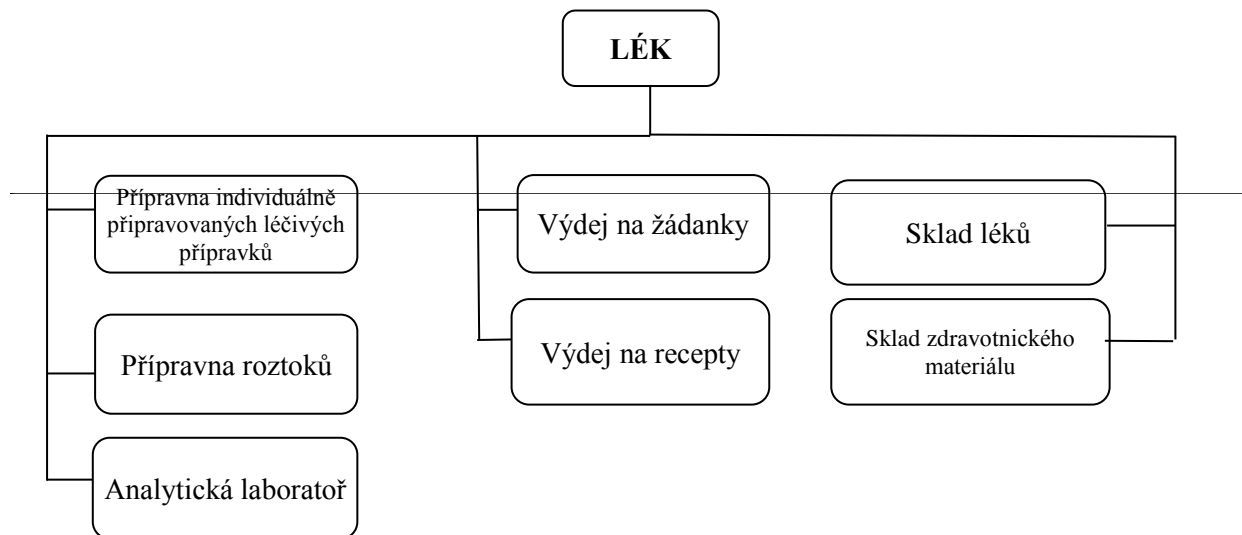 LÉK
Přípravna individuálně
připravovaných léčivých
přípravků
Přípravna roztoků
Analytická laboratoř
Výdej na žádanky
Výdej na recepty
Sklad léků
Sklad zdravotnického
materiálu